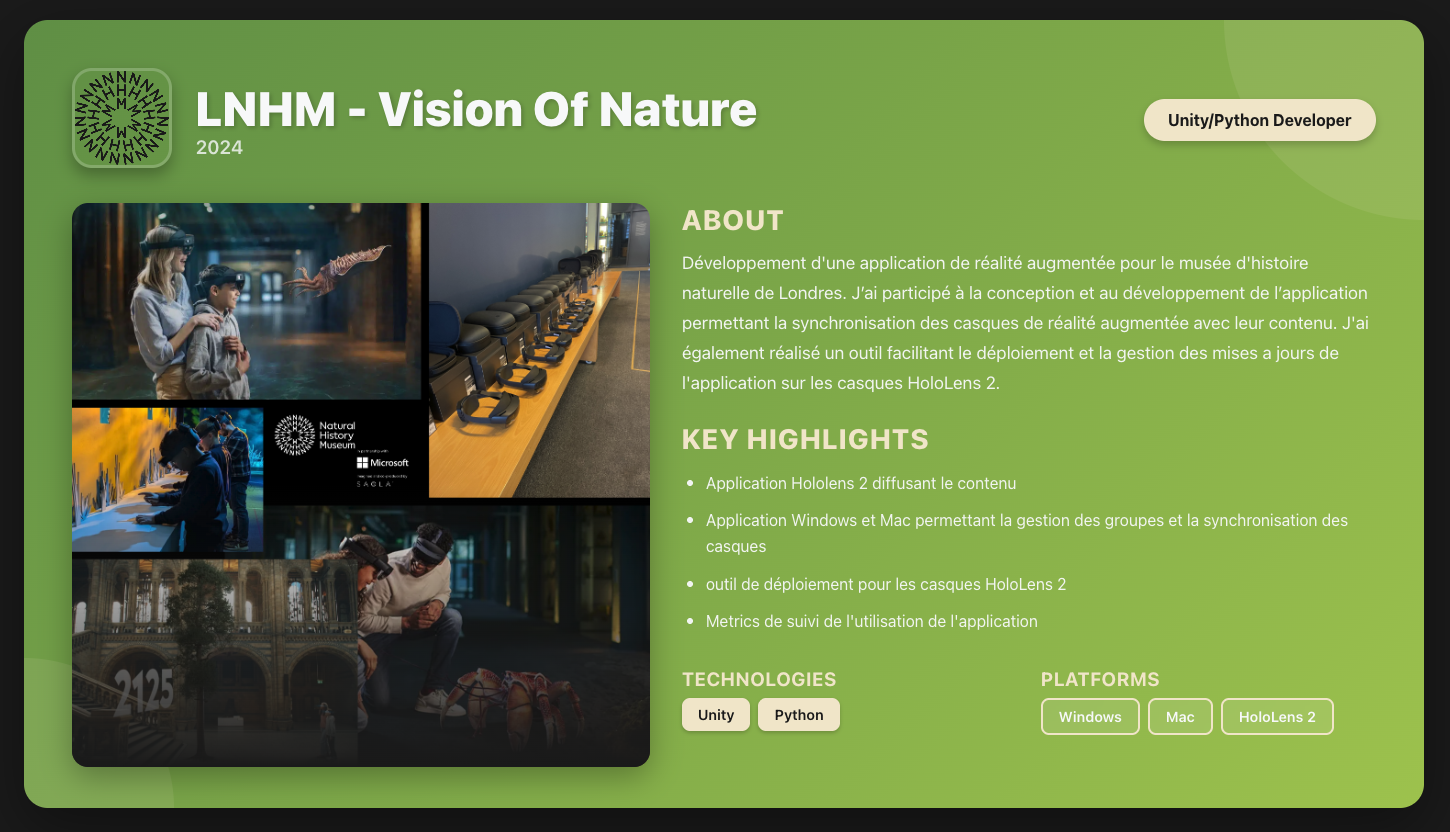 LNHM - Vision Of Nature
2024
Unity/Python Developer
Natural
History
Museum
In partnership with
Microsoft
SAOLA
2125
ABOUT
Développement d'une application de réalité augmentée pour le musée d'histoire
naturelle de Londres. J’ai participé à la conception et au développement de l’application
permettant la synchronisation des casques de réalité augmentée avec leur contenu. J'ai
également réalisé un outil facilitant le déploiement et la gestion des mises a jours de
l'application sur les casques HoloLens 2.
KEY HIGHLIGHTS
Application Hololens 2 diffusant le contenu
Application Windows et Mac permettant la gestion des groupes et la synchronisation des
casques
outil de déploiement pour les casques HoloLens 2
Metrics de suivi de l'utilisation de l'application
TECHNOLOGIES
Unity Python
PLATFORMS
Windows Mac HoloLens 2